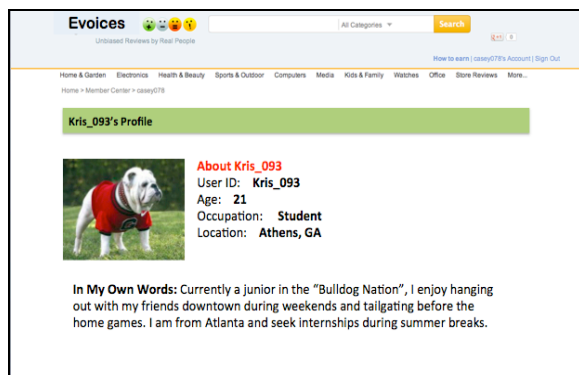 Evoices
Unbiased Reviews by Real People
All Categories
Search
+1 0
How to earn | casey078's Account | Sign Out
Home & Garden Electronics Health & Beauty Sports & Outdoor Computers Media Kids & Family Watches Office Store Reviews More...
Home > Member Center > casey078
Kris_093's Profile
About Kris_093
User ID: Kris_093
Age: 21
Occupation: Student
Location: Athens, GA
In My Own Words: Currently a junior in the “Bulldog Nation”, I enjoy hanging
out with my friends downtown during weekends and tailgating before the
home games. I am from Atlanta and seek internships during summer breaks.